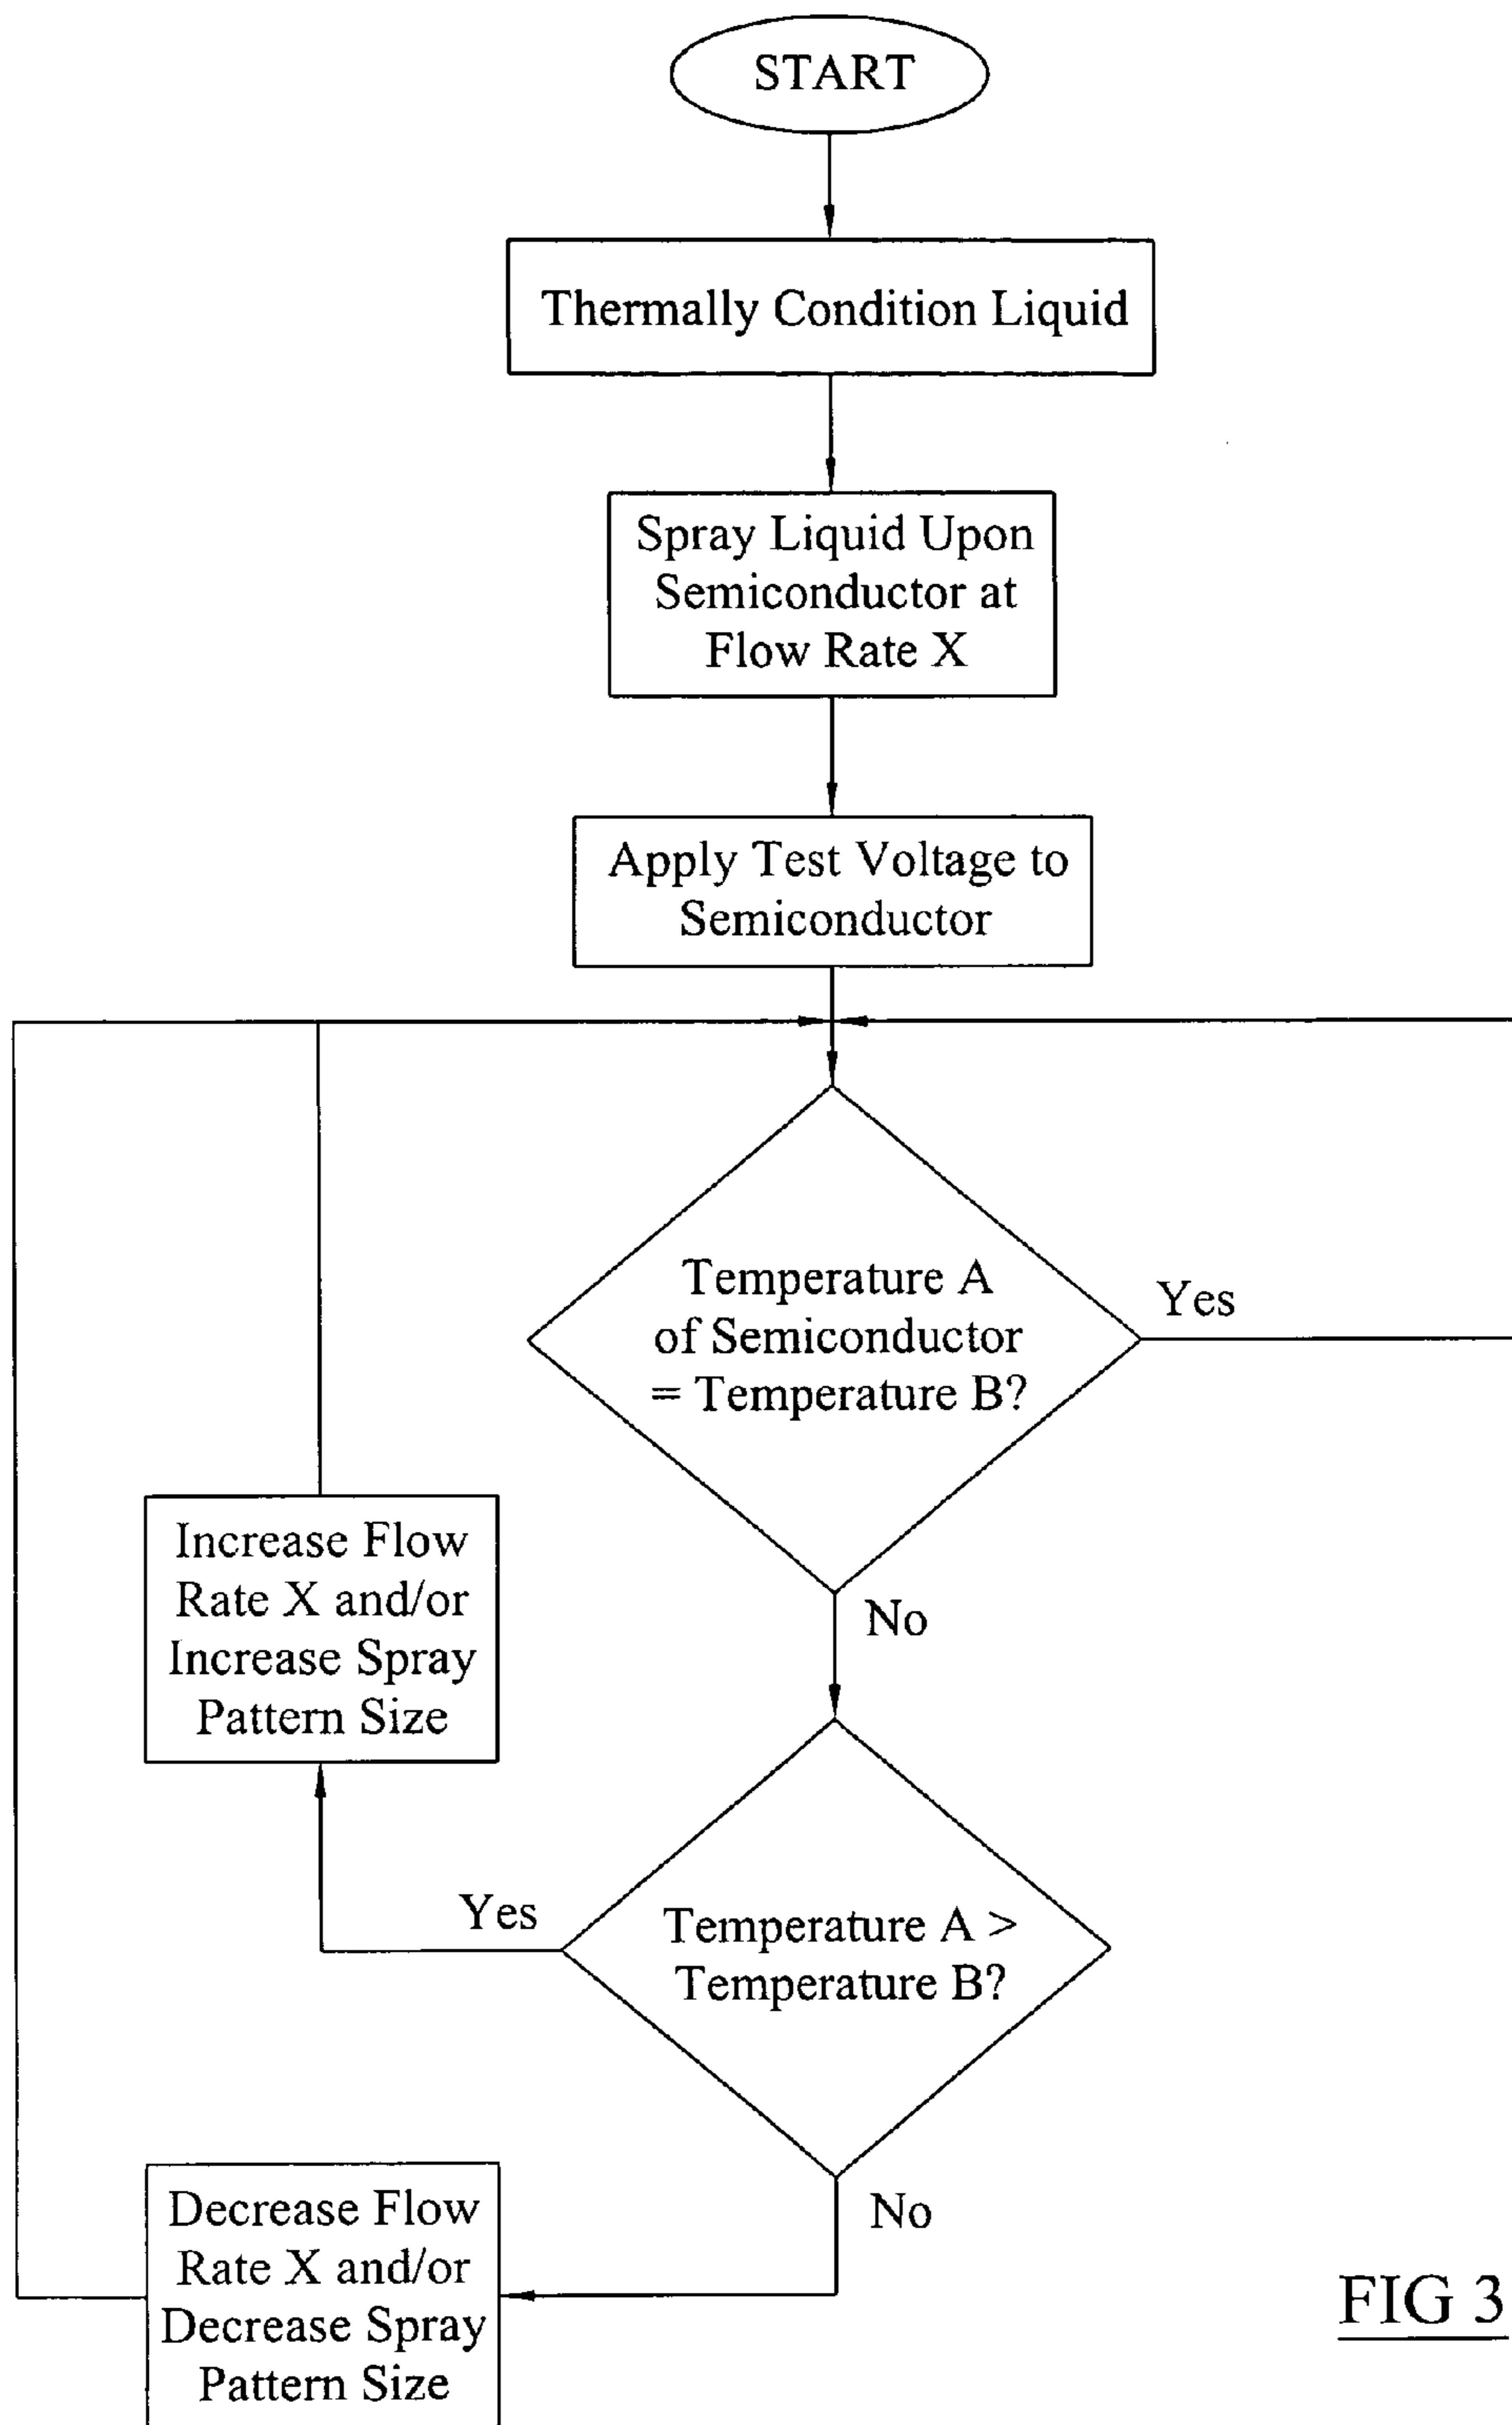 START
Thermally Condition Liquid
Spray Liquid Upon
Semiconductor at
Flow Rate X
Apply Test Voltage to
Semiconductor
Temperature A
of Semiconductor
= Temperature B?
Yes
No
Increase Flow
Rate X and/or
Increase Spray
Pattern Size
Temperature A >
Temperature B?
Yes
No
Decrease Flow
Rate X and/or
Decrease Spray
Pattern Size
FIG 3